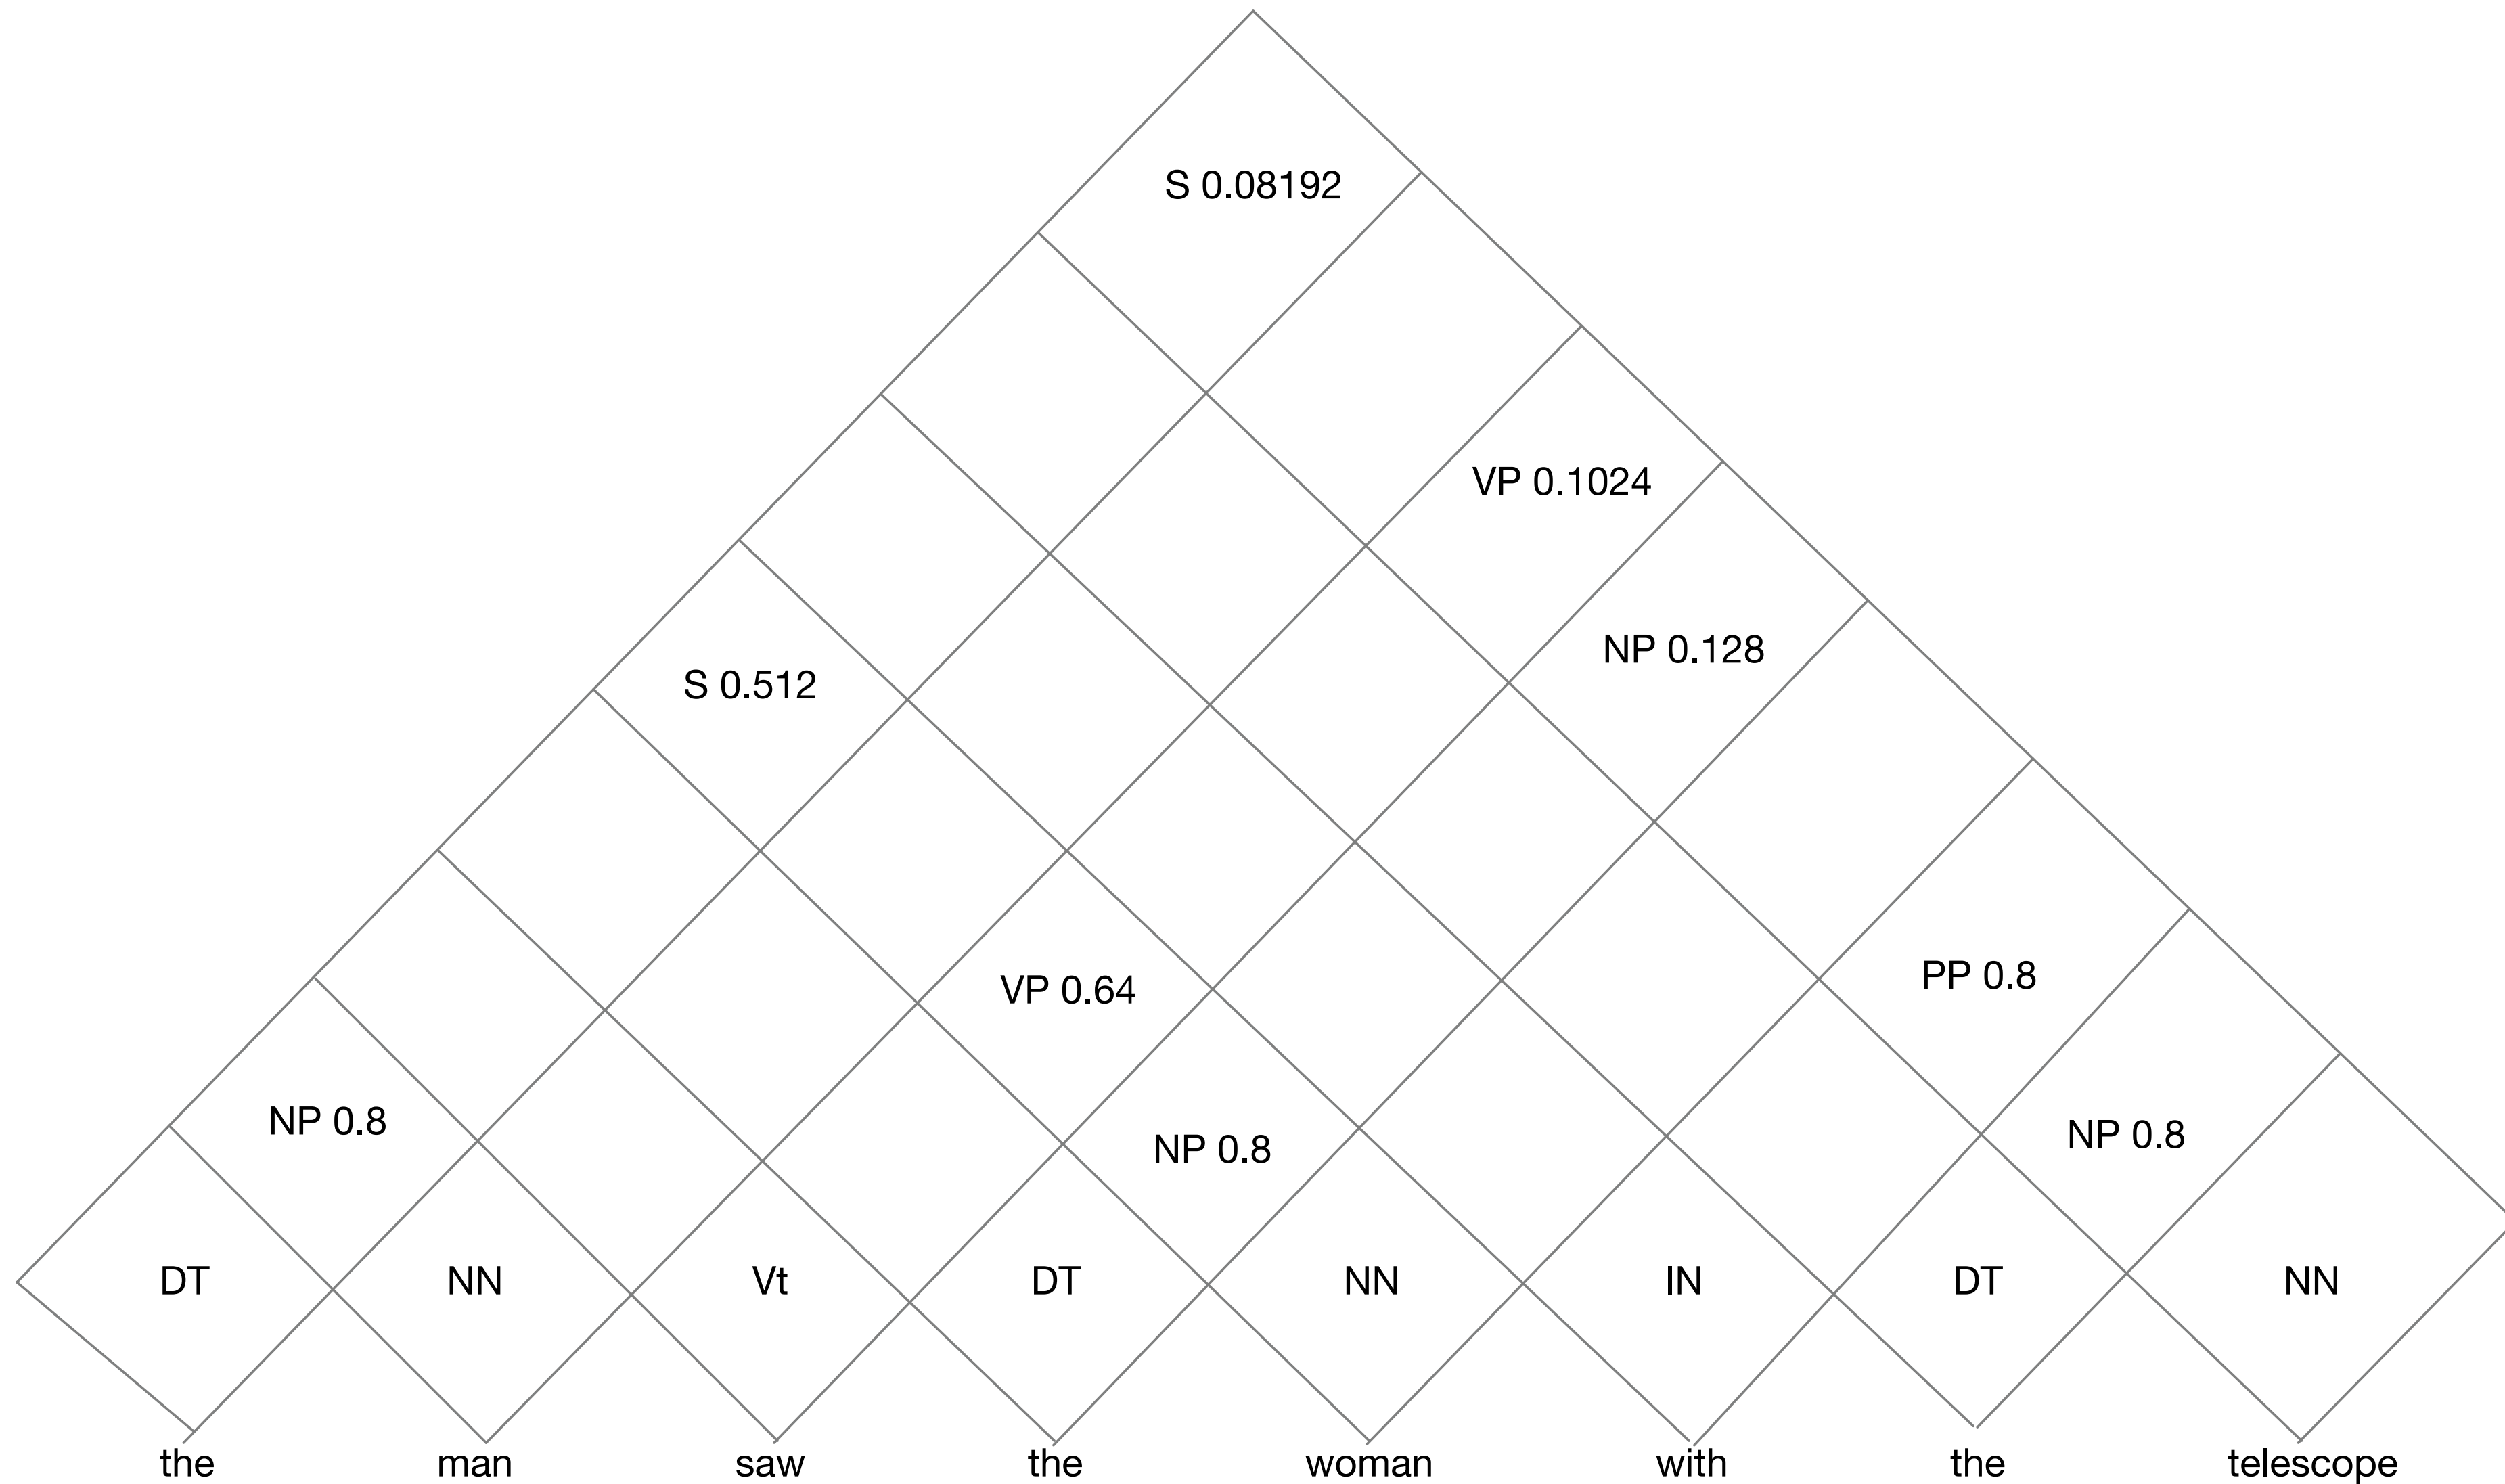 S 0.08192
VP 0.1024
NP 0.128
S 0.512
PP 0.8
VP 0.64
NP 0.8
NP 0.8
NP 0.8
DT NN Vt DT NN IN DT NN
the man saw the woman with the telescope